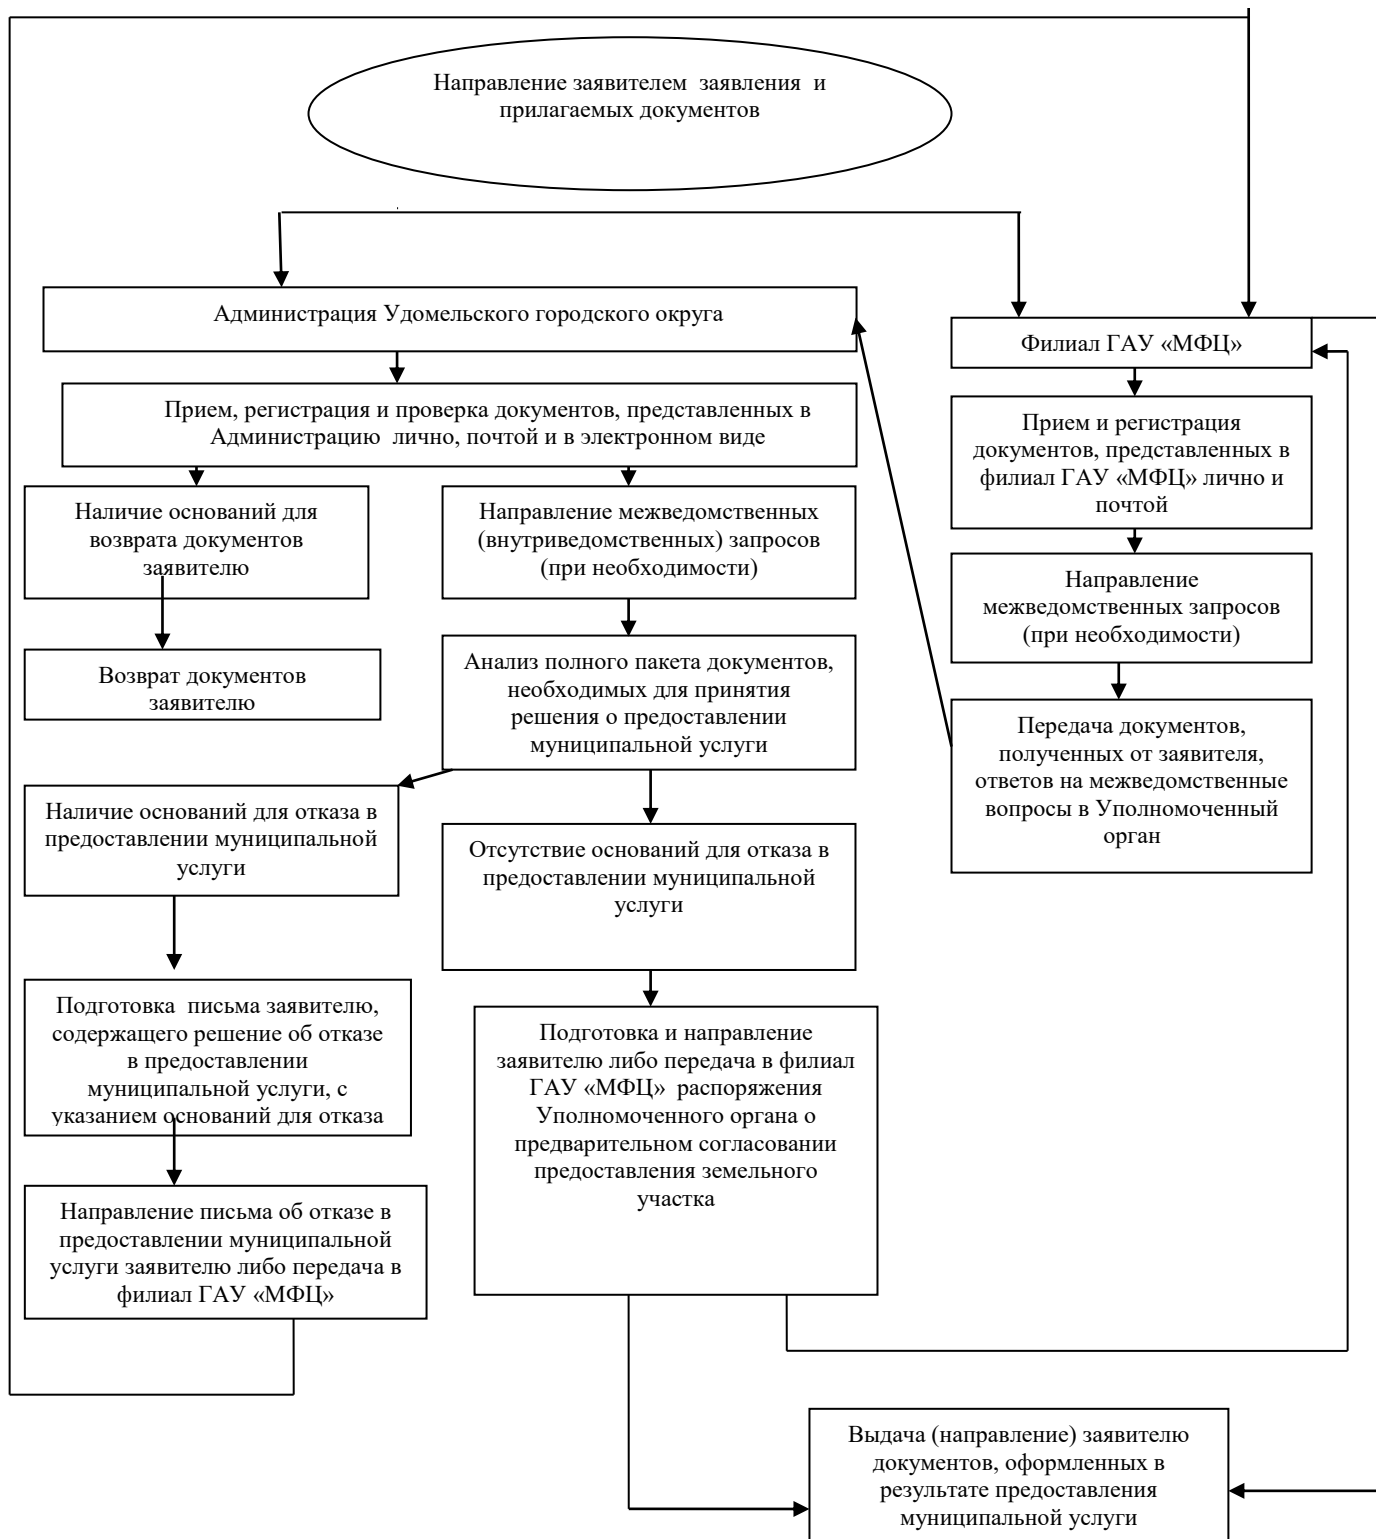 Направление заявителем заявления и
прилагаемых документов
Администрация Удомельского городского округа
Филиал ГАУ «МФЦ»
Прием, регистрация и проверка документов, представленных в
Администрацию лично, почтой и в электронном виде
Прием и регистрация
документов, представленных в
филиал ГАУ «МФЦ» лично и
почтой
Наличие оснований для
возврата документов
заявителю
Направление межведомственных
(внутриведомственных) запросов
(при необходимости)
Направление
межведомственных запросов
(при необходимости)
Возврат документов
заявителю
Анализ полного пакета документов,
необходимых для принятия
решения о предоставлении
муниципальной услуги
Передача документов,
полученных от заявителя,
ответов на межведомственные
вопросы в Уполномоченный
орган
Наличие оснований для отказа в
предоставлении муниципальной
услуги
Отсутствие оснований для отказа в
предоставлении муниципальной
услуги
Подготовка письма заявителю,
содержащего решение об отказе
в предоставлении
муниципальной услуги, с
указанием оснований для отказа
Подготовка и направление
заявителю либо передача в филиал
ГАУ «МФЦ» распоряжения
Уполномоченного органа о
предварительном согласовании
предоставления земельного
участка
Направление письма об отказе в
предоставлении муниципальной
услуги заявителю либо передача в
филиал ГАУ «МФЦ»
Выдача (направление) заявителю
документов, оформленных в
результате предоставления
муниципальной услуги